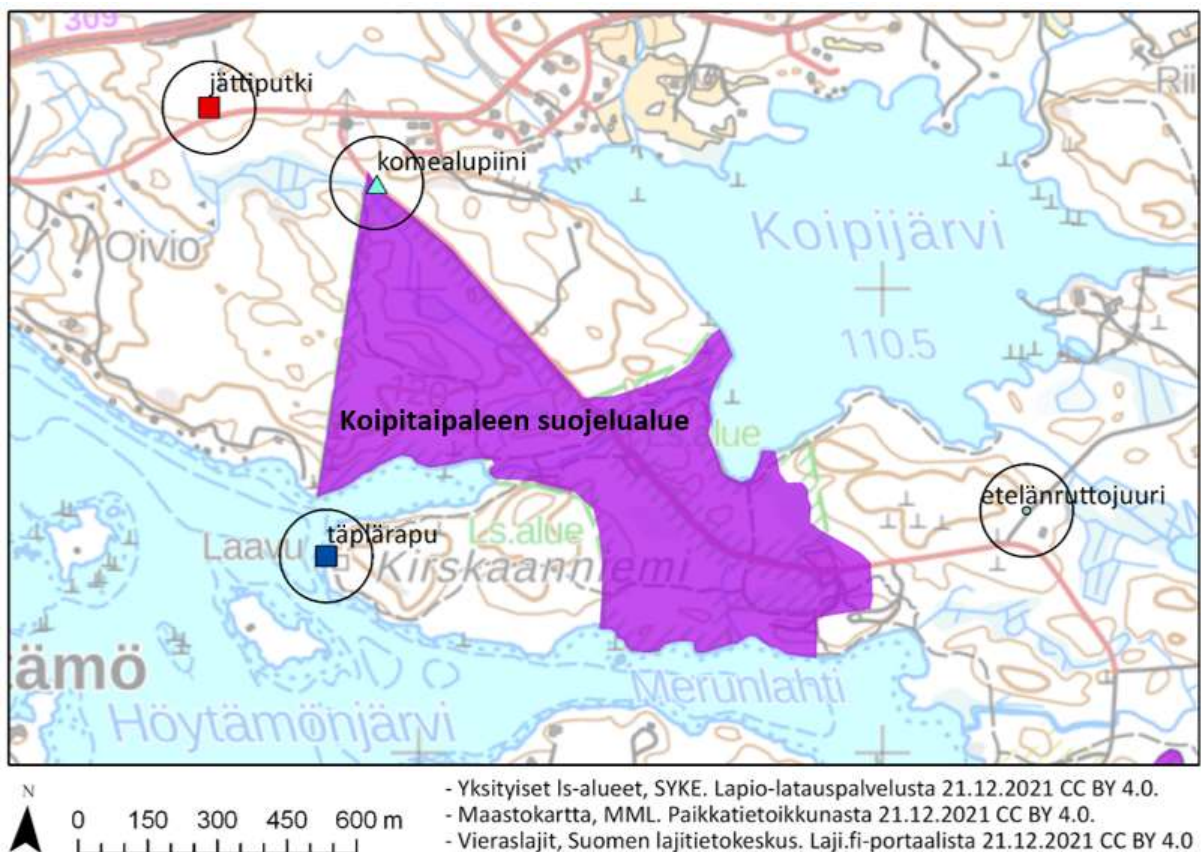 309
jättiputki
Rii
komealupiini
Koipijärvi
Oivio
110.5
Koipitaipaleen suojelualue
etelänruttojuuri
täplärapu
Laavu
Ls.alue
Kirskaanniemi
ämö
Merunlahti
Höytämönjärvi
N
0 150 300 450 600 m
- Yksityiset ls-alueet, SYKE. Lapio-latauspalvelusta 21.12.2021 CC BY 4.0.
- Maastokartta, MML. Paikkatietoikkunasta 21.12.2021 CC BY 4.0.
- Vieraslajit, Suomen lajitietokeskus. Laji.fi-portaalista 21.12.2021 CC BY 4.0